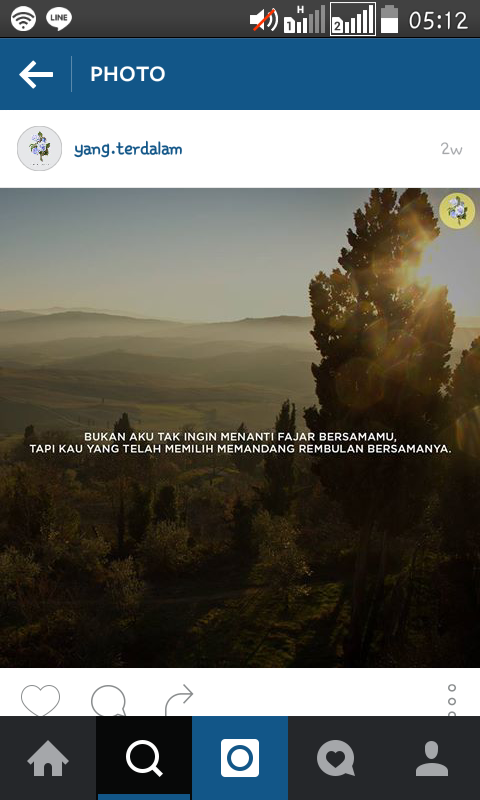 LINE
H
1
2
05:12
PHOTO
yang.terdalam
2w
BUKAN AKU TAK INGIN MENANTI FAJAR BERSAMAMU,
TAPI KAU YANG TELAH MEMILIH MEMANDANG REMBULAN BERSAMANYA.